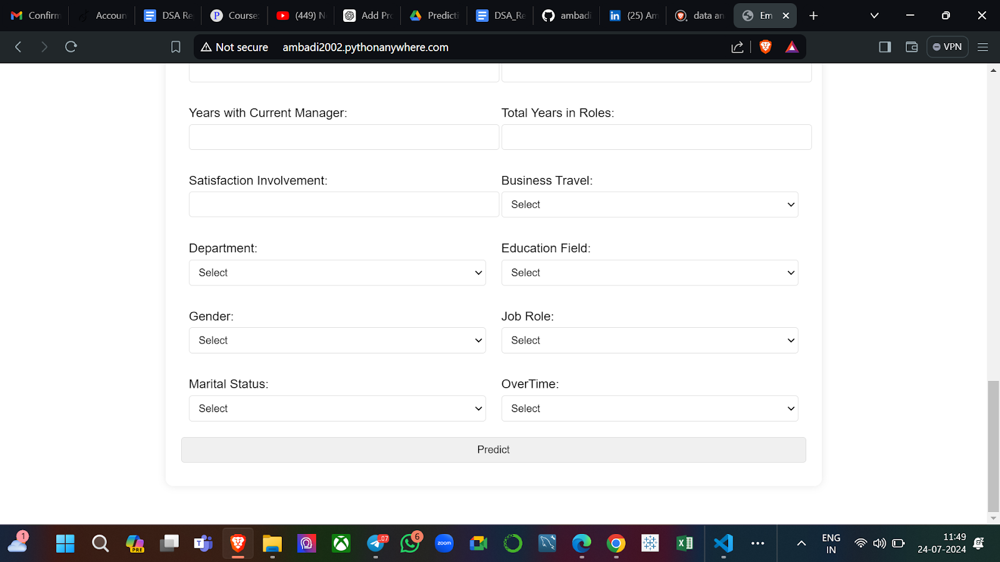 Confirm Accoun DSA Re Course: (449) N Add Pro Predicti DSA_Re ambadi (25) Am data an Em
Not secure ambadi2002.pythonanywhere.com VPN
Years with Current Manager: Total Years in Roles:
Satisfaction Involvement: Business Travel:
Select
Department: Education Field:
Select Select
Gender: Job Role:
Select Select
Marital Status: OverTime:
Select Select
Predict
1 PRE .07 6 zoom ENG 11:49
IN 24-07-2024